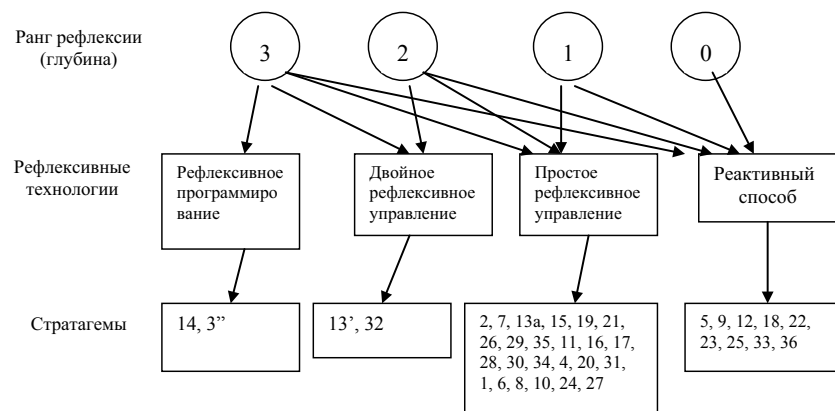 Ранг рефлексии
(глубина)
3
2
1
0
Рефлексивные
технологии
Рефлексивное
программиро
вание
Двойное
рефлексивное
управление
Простое
рефлексивное
управление
Реактивный
способ
Стратагемы
14, 3”
13’, 32
2, 7, 13а, 15, 19, 21,
26, 29, 35, 11, 16, 17,
28, 30, 34, 4, 20, 31,
1, 6, 8, 10, 24, 27
5, 9, 12, 18, 22,
23, 25, 33, 36